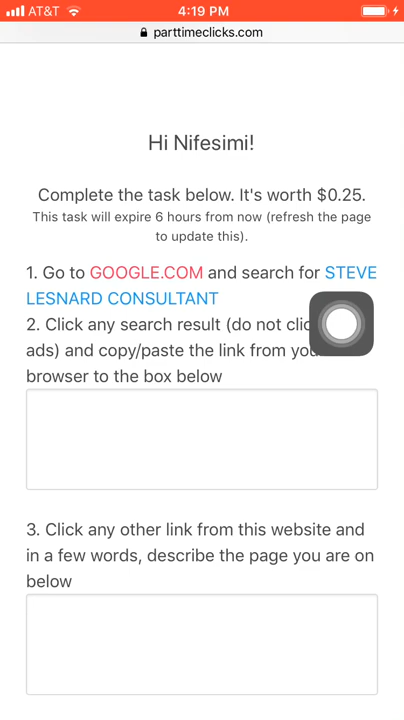 AT&T 4:19 PM
parttimeclicks.com
Hi Nifesimi!
Complete the task below. It's worth $0.25.
This task will expire 6 hours from now (refresh the page
to update this).
1. Go to GOOGLE.COM and search for STEVE
LESNARD CONSULTANT
2. Click any search result (do not
ads) and copy/paste the link from
browser to the box below
3. Click any other link from this website and
in a few words, describe the page you are on
below